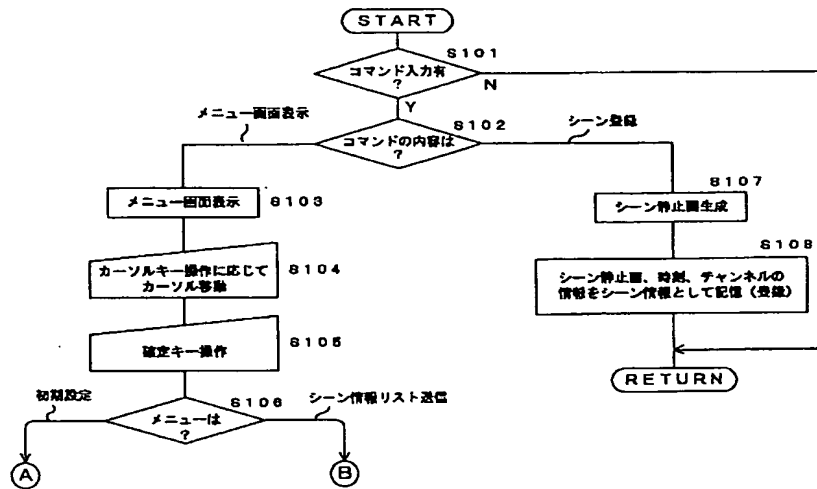 START
S101
コマンド入力有
?
N
Y
メニュー画面表示
S102
シーン登録
コマンドの内容は
?
メニュー画面表示
S103
S107
シーン静止画生成
カーソルキー操作に応じて
カーソル移動
S104
S108
シーン静止画、時刻、チャンネルの
情報をシーン情報として記憶（登録）
確定キー操作
S105
RETURN
初期設定
S106
シーン情報リスト送信
メニューは
?
A
B